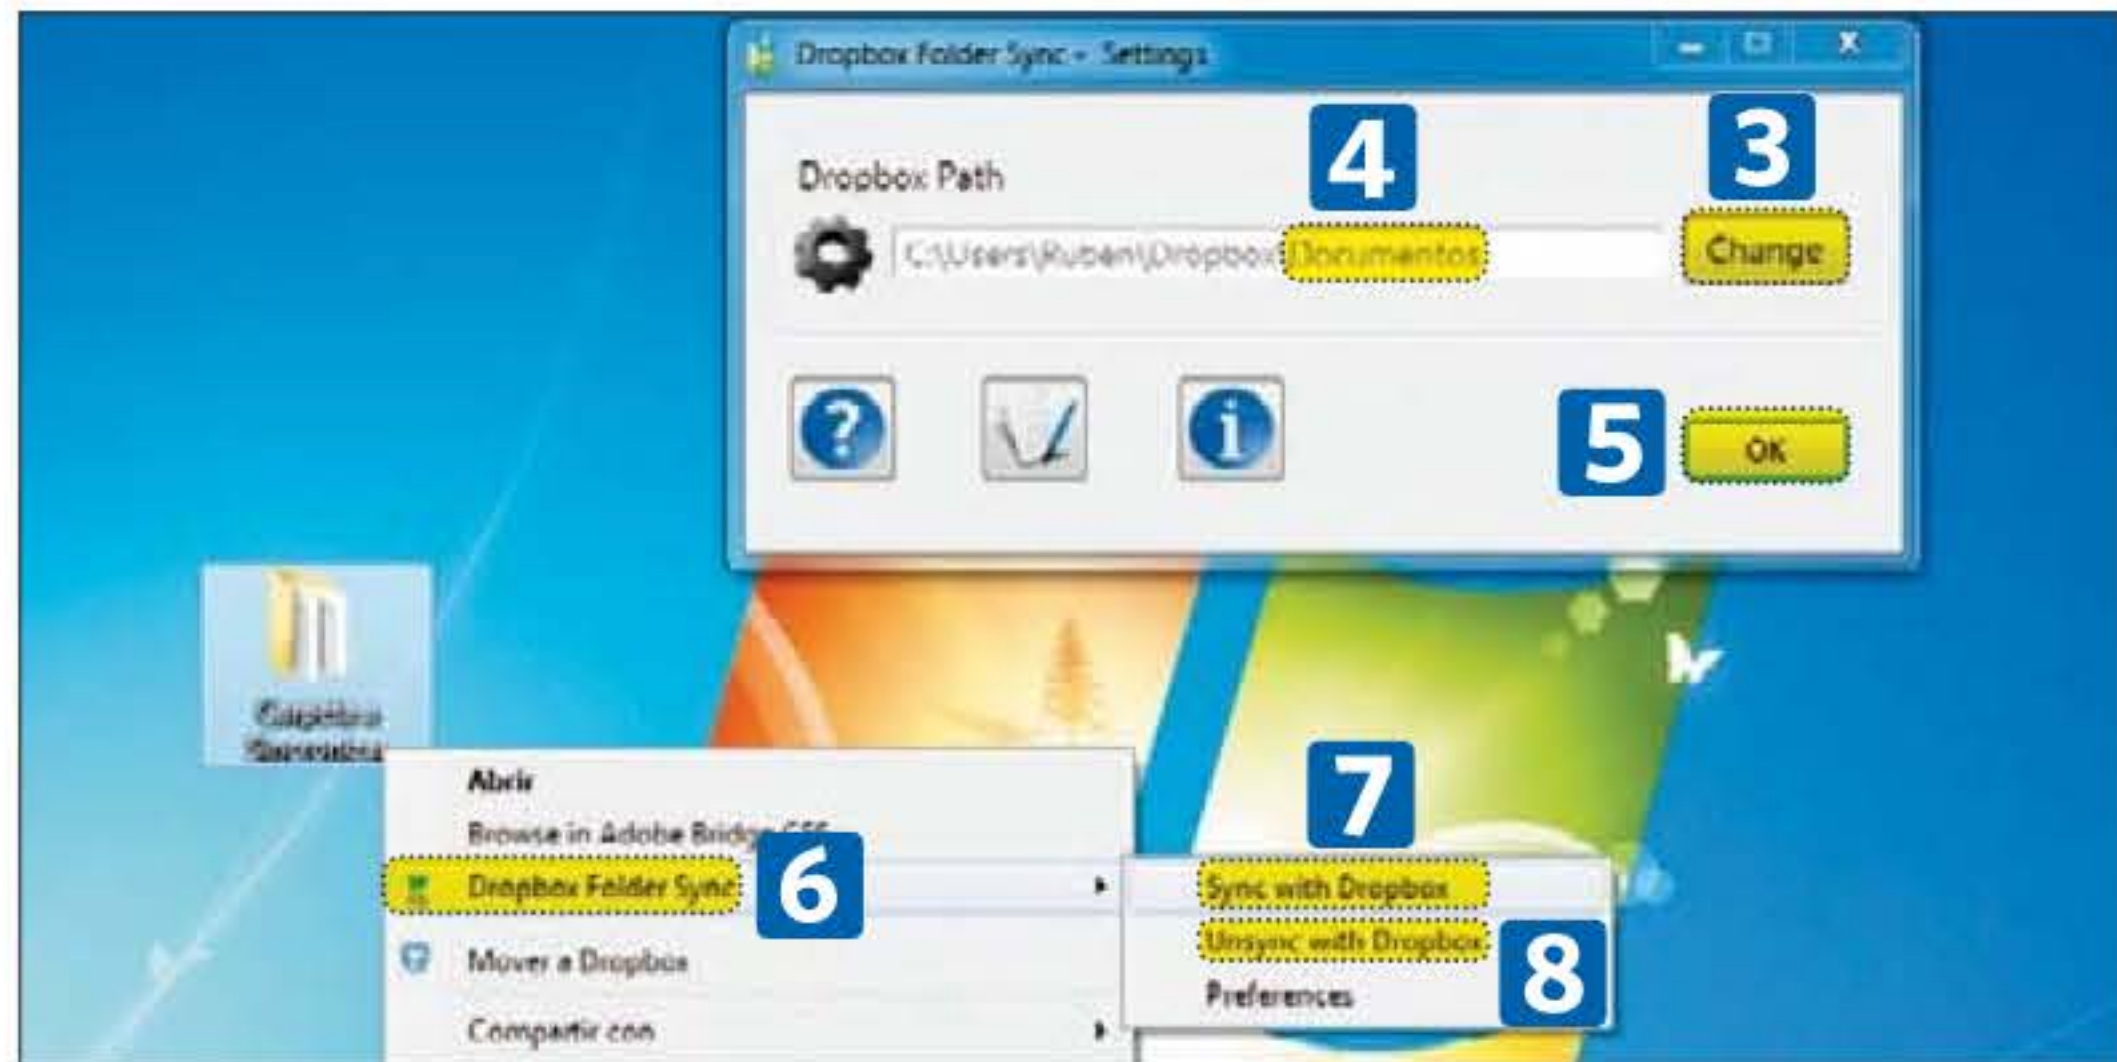 Dropbox Folder Sync - Settings
4
3
Dropbox Path
C:\Users\Ruben\Dropbox\Documentos
Change
5
OK
Abrir
Browse in Adobe Bridge CS5
Dropbox Folder Sync
6
7
Sync with Dropbox
Unsync with Dropbox
8
Mover a Dropbox
Preferences
Compartir con